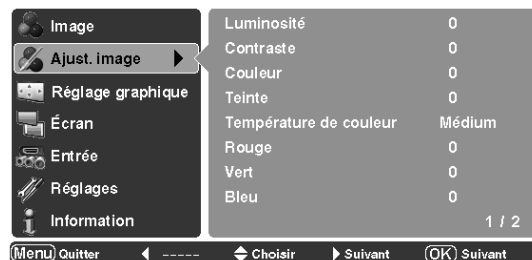 Image
Ajust. image
Réglage graphique
Écran
Entrée
Réglages
Information
Luminosité 0
Contraste 0
Couleur 0
Teinte 0
Température de couleur Médium
Rouge 0
Vert 0
Bleu 0
1 / 2
Menu Quitter ----- Choisir Suivant OK Suivant